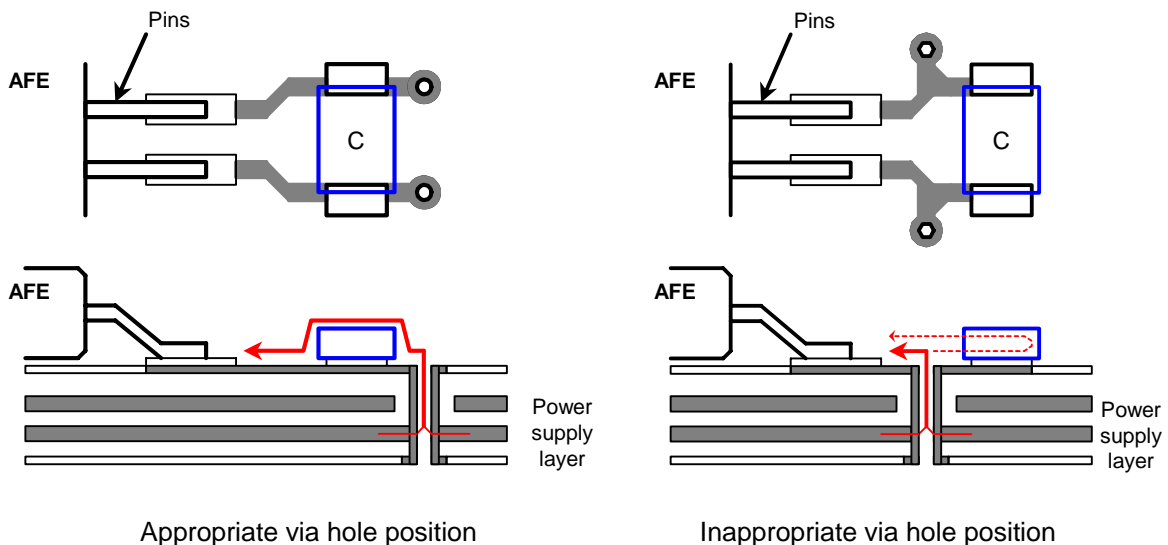 Pins
AFE
C
Pins
AFE
C
AFE
Power
supply
layer
AFE
Power
supply
layer
Appropriate via hole position
Inappropriate via hole position